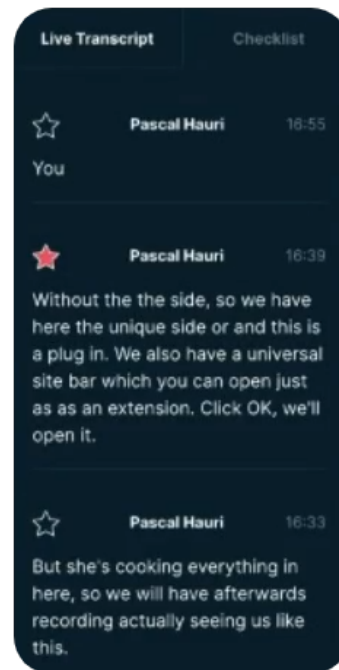 Live Transcript Checklist
Pascal Hauri 16:55
You
Pascal Hauri 16:39
Without the the side, so we have
here the unique side or and this is
a plug in. We also have a universal
site bar which you can open just
as as an extension. Click OK, we'll
open it.
Pascal Hauri 16:33
But she's cooking everything in
here, so we will have afterwards
recording actually seeing us like
this.